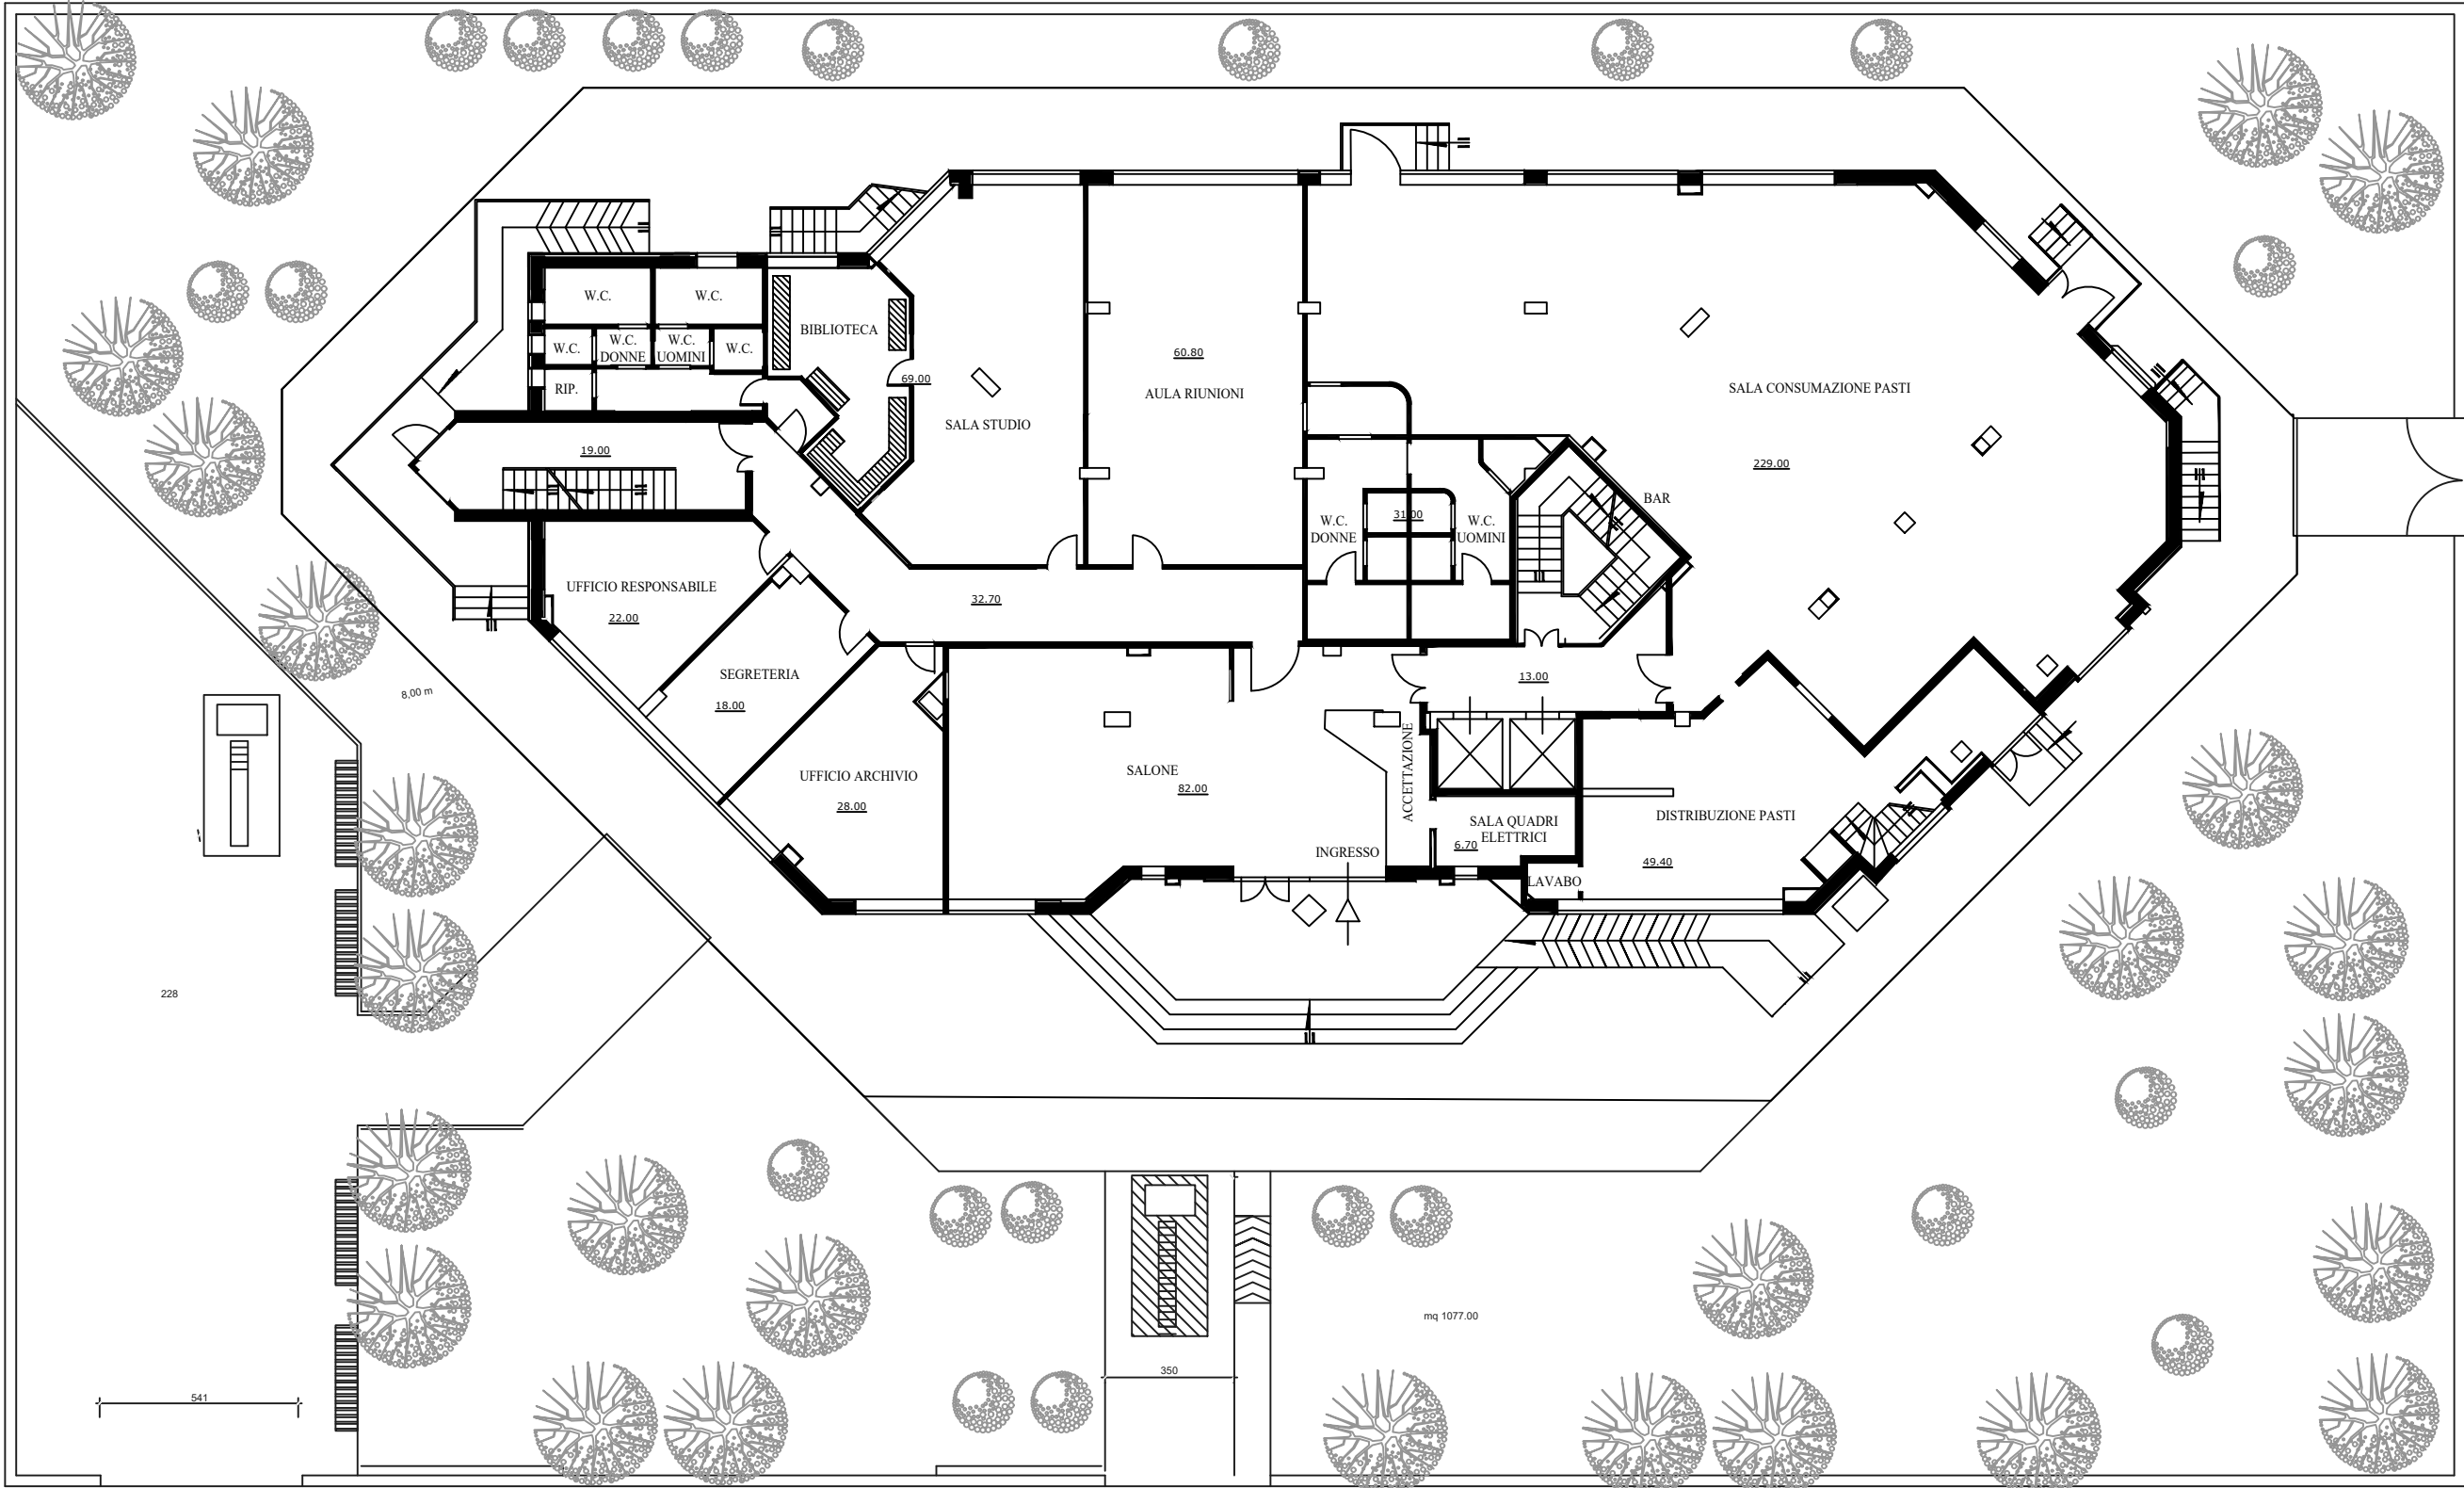 W.C.
W.C.
BIBLIOTECA
W.C.
W.C.
DONNE
W.C.
UOMINI
W.C.
RIP.
69.00
SALA STUDIO
60.80
AULA RIUNIONI
SALA CONSUMAZIONE PASTI
229.00
19.00
BAR
W.C.
DONNE
31.00
W.C.
UOMINI
UFFICIO RESPONSABILE
22.00
32.70
SEGRETERIA
18.00
13.00
8,00 m
UFFICIO ARCHIVIO
28.00
SALONE
82.00
ACCETTAZIONE
SALA QUADRI
ELETTRICI
6.70
DISTRIBUZIONE PASTI
49.40
INGRESSO
LAVABO
228
mq 1077.00
350
541